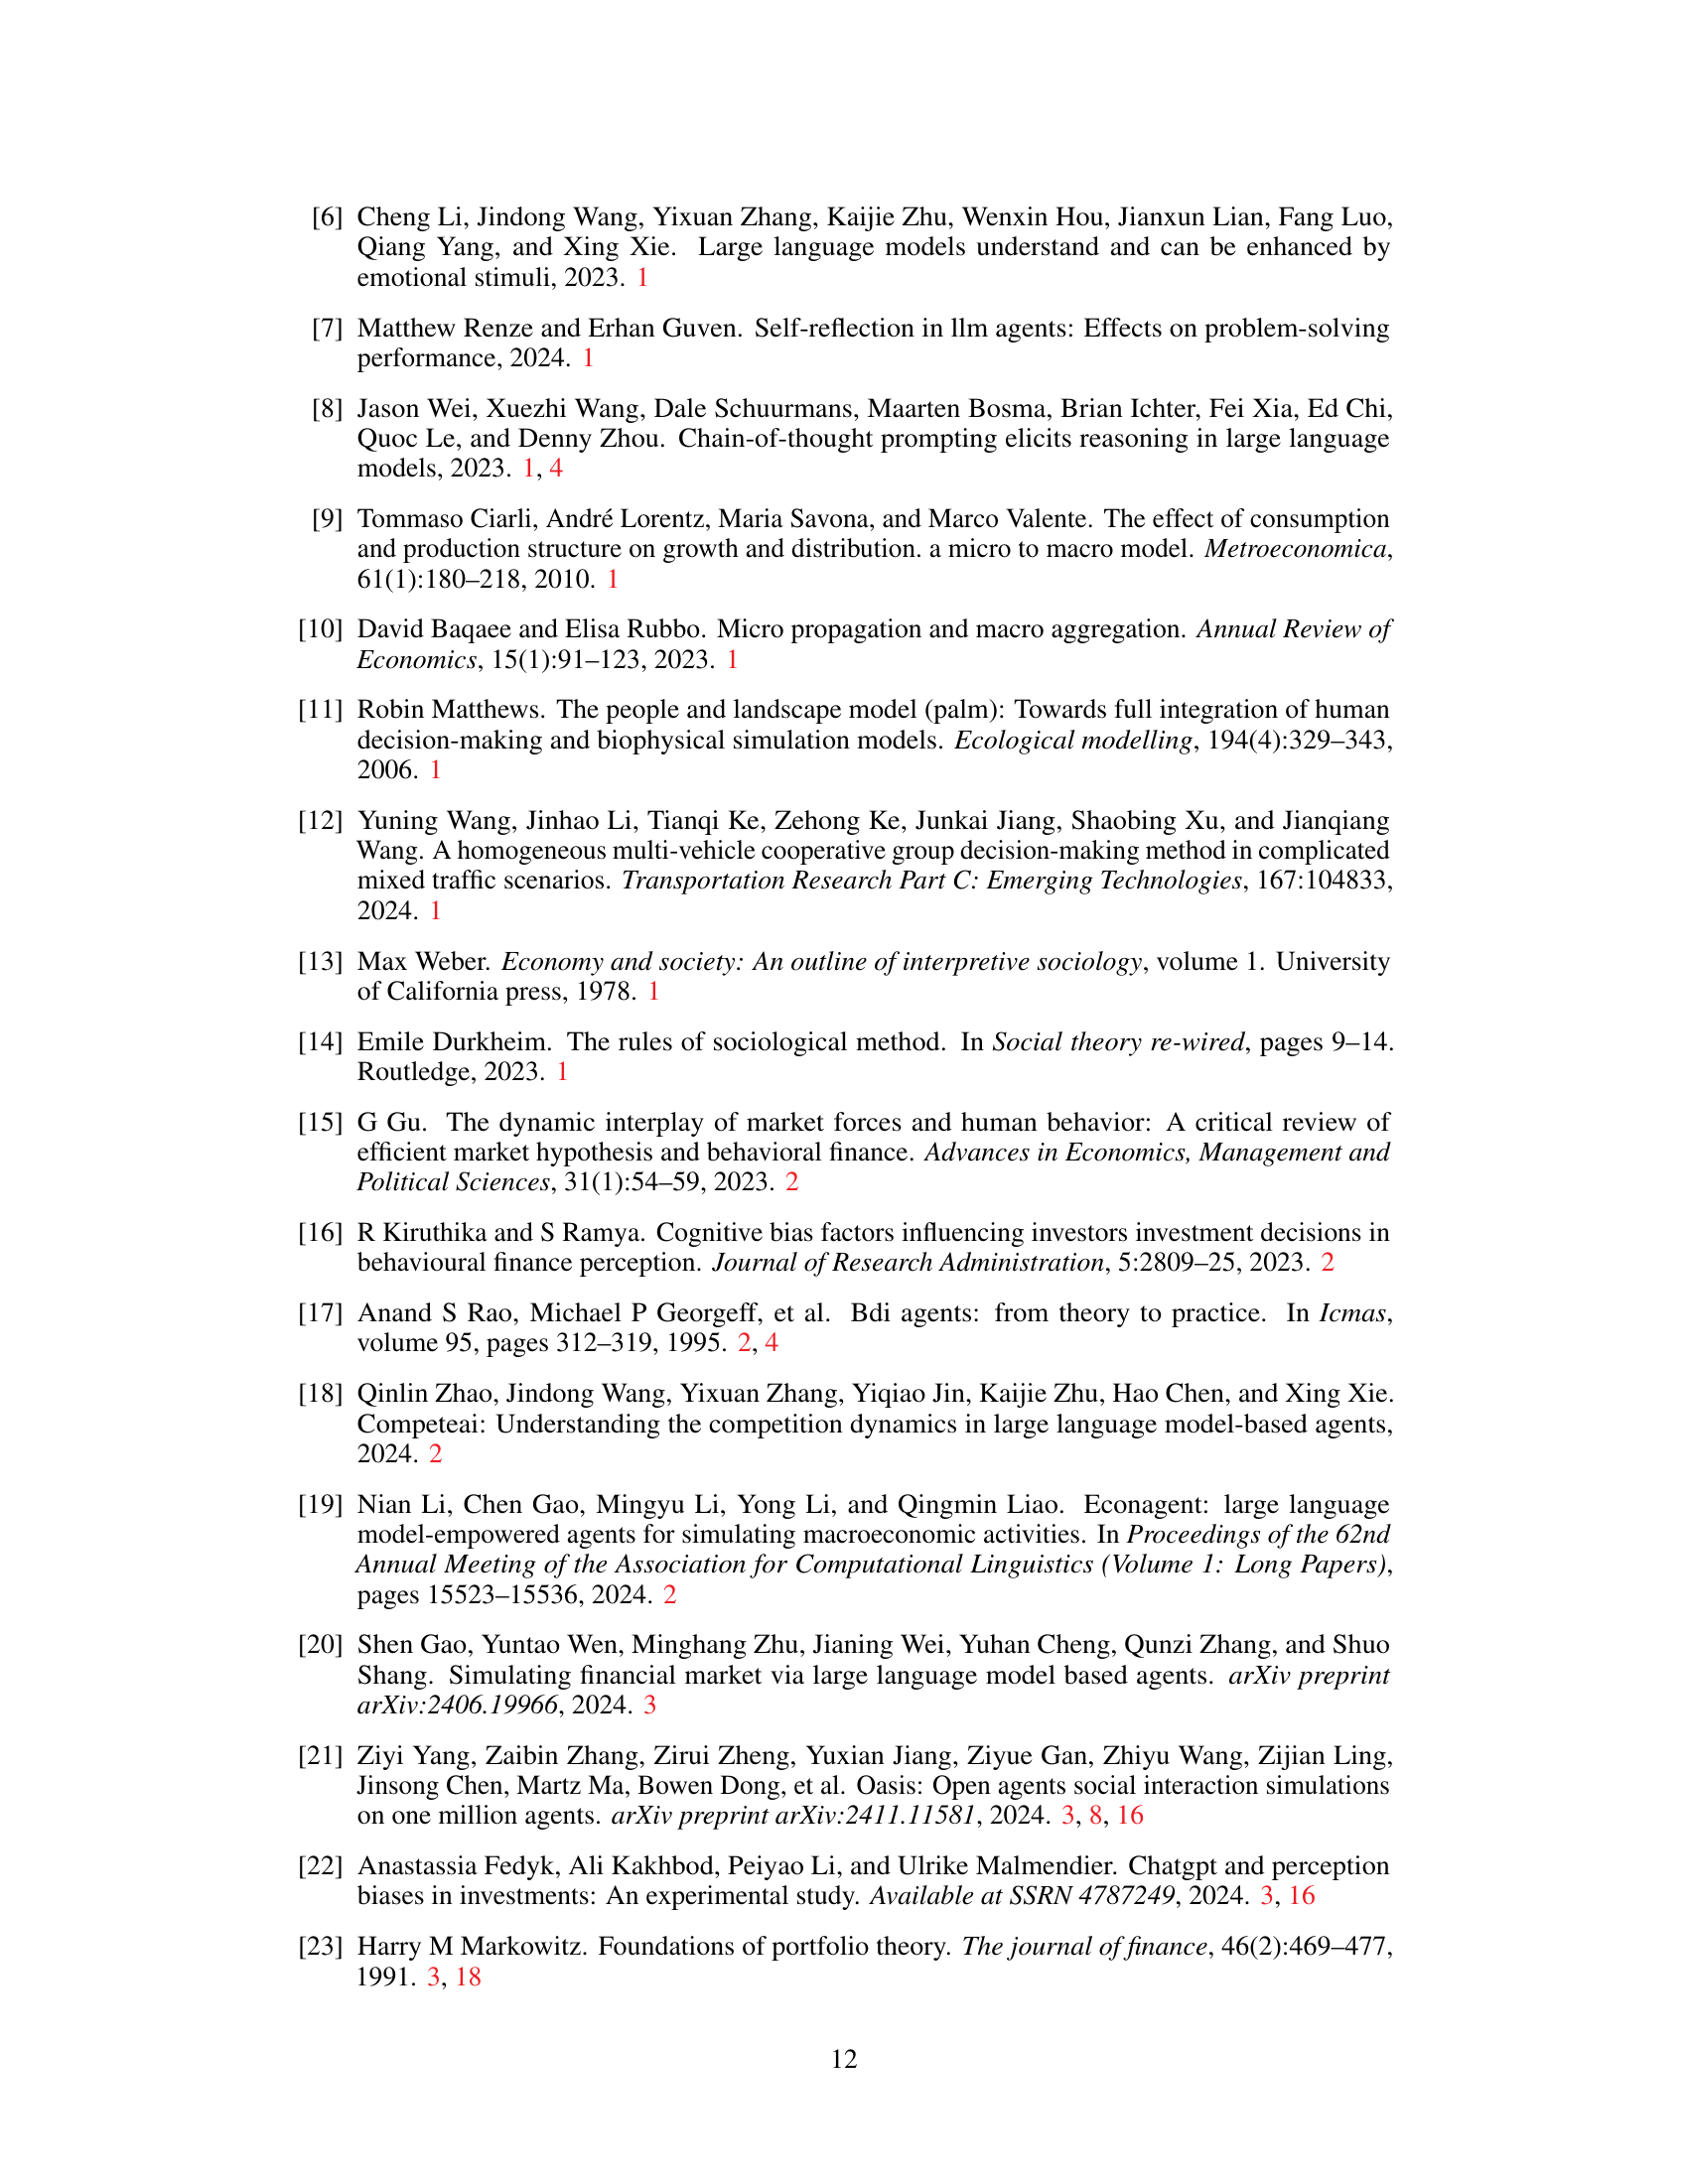 [6] Cheng Li, Jindong Wang, Yixuan Zhang, Kaijie Zhu, Wenxin Hou, Jianxun Lian, Fang Luo,
Qiang Yang, and Xing Xie. Large language models understand and can be enhanced by
emotional stimuli, 2023. 1
[7] Matthew Renze and Erhan Guven. Self-reflection in llm agents: Effects on problem-solving
performance, 2024. 1
[8] Jason Wei, Xuezhi Wang, Dale Schuurmans, Maarten Bosma, Brian Ichter, Fei Xia, Ed Chi,
Quoc Le, and Denny Zhou. Chain-of-thought prompting elicits reasoning in large language
models, 2023. 1, 4
[9] Tommaso Ciarli, André Lorentz, Maria Savona, and Marco Valente. The effect of consumption
and production structure on growth and distribution. a micro to macro model. Metroeconomica,
61(1):180–218, 2010. 1
[10] David Baqaee and Elisa Rubbo. Micro propagation and macro aggregation. Annual Review of
Economics, 15(1):91–123, 2023. 1
[11] Robin Matthews. The people and landscape model (palm): Towards full integration of human
decision-making and biophysical simulation models. Ecological modelling, 194(4):329–343,
2006. 1
[12] Yuning Wang, Jinhao Li, Tianqi Ke, Zehong Ke, Junkai Jiang, Shaobing Xu, and Jianqiang
Wang. A homogeneous multi-vehicle cooperative group decision-making method in complicated
mixed traffic scenarios. Transportation Research Part C: Emerging Technologies, 167:104833,
2024. 1
[13] Max Weber. Economy and society: An outline of interpretive sociology, volume 1. University
of California press, 1978. 1
[14] Emile Durkheim. The rules of sociological method. In Social theory re-wired, pages 9–14.
Routledge, 2023. 1
[15] G Gu. The dynamic interplay of market forces and human behavior: A critical review of
efficient market hypothesis and behavioral finance. Advances in Economics, Management and
Political Sciences, 31(1):54–59, 2023. 2
[16] R Kiruthika and S Ramya. Cognitive bias factors influencing investors investment decisions in
behavioural finance perception. Journal of Research Administration, 5:2809–25, 2023. 2
[17] Anand S Rao, Michael P Georgeff, et al. Bdi agents: from theory to practice. In Icmas,
volume 95, pages 312–319, 1995. 2, 4
[18] Qinlin Zhao, Jindong Wang, Yixuan Zhang, Yiqiao Jin, Kaijie Zhu, Hao Chen, and Xing Xie.
Competeai: Understanding the competition dynamics in large language model-based agents,
2024. 2
[19] Nian Li, Chen Gao, Mingyu Li, Yong Li, and Qingmin Liao. Econagent: large language
model-empowered agents for simulating macroeconomic activities. In Proceedings of the 62nd
Annual Meeting of the Association for Computational Linguistics (Volume 1: Long Papers),
pages 15523–15536, 2024. 2
[20] Shen Gao, Yuntao Wen, Minghang Zhu, Jianing Wei, Yuhan Cheng, Qunzi Zhang, and Shuo
Shang. Simulating financial market via large language model based agents. arXiv preprint
arXiv:2406.19966, 2024. 3
[21] Ziyi Yang, Zaibin Zhang, Zirui Zheng, Yuxian Jiang, Ziyue Gan, Zhiyu Wang, Zijian Ling,
Jinsong Chen, Martz Ma, Bowen Dong, et al. Oasis: Open agents social interaction simulations
on one million agents. arXiv preprint arXiv:2411.11581, 2024. 3, 8, 16
[22] Anastassia Fedyk, Ali Kakhbod, Peiyao Li, and Ulrike Malmendier. Chatgpt and perception
biases in investments: An experimental study. Available at SSRN 4787249, 2024. 3, 16
[23] Harry M Markowitz. Foundations of portfolio theory. The journal of finance, 46(2):469–477,
1991. 3, 18
12